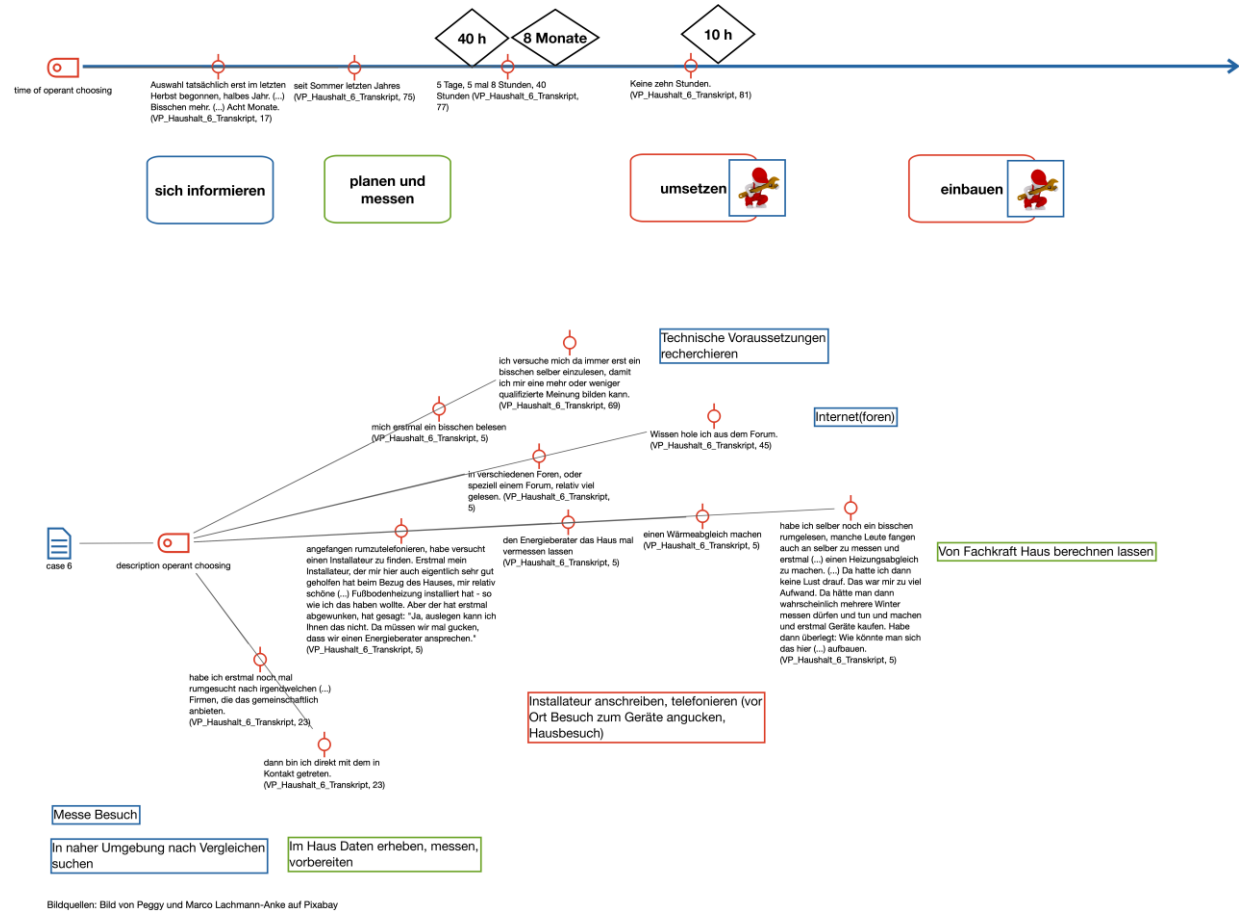 40 h
8 Monate
10 h
time of operant choosing
Auswahl tatsächlich erst im letzten
Herbst begonnen, halbes Jahr. (...)
Bisschen mehr. (...) Acht Monate.
(VP_Haushalt_6_Transkript, 17)
seit Sommer letzten Jahres
(VP_Haushalt_6_Transkript, 75)
5 Tage, 5 mal 8 Stunden, 40
Stunden (VP_Haushalt_6_Transkript,
77)
Keine zehn Stunden.
(VP_Haushalt_6_Transkript, 81)
sich informieren
planen und
messen
umsetzen
einbauen
Technische Voraussetzungen
recherchieren
ich versuche mich da immer erst ein
bisschen selber einzulesen, damit
ich mir eine mehr oder weniger
qualifizierte Meinung bilden kann.
(VP_Haushalt_6_Transkript, 69)
mich erstmal ein bisschen belesen
(VP_Haushalt_6_Transkript, 5)
Internet(foren)
Wissen hole ich aus dem Forum.
(VP_Haushalt_6_Transkript, 45)
in verschiedenen Foren, oder
speziell einem Forum, relativ viel
gelesen. (VP_Haushalt_6_Transkript,
5)
case 6
description operant choosing
angefangen rumzutelefonieren, habe versucht
einen Installateur zu finden. Erstmal mein
Installateur, der mir hier auch eigentlich sehr gut
geholfen hat beim Bezug des Hauses, mir relativ
schöne (...) Fußbodenheizung installiert hat - so
wie ich das haben wollte. Aber der hat erstmal
abgewunken, hat gesagt: "Ja, auslegen kann ich
Ihnen das nicht. Da müssen wir mal gucken,
dass wir einen Energieberater ansprechen."
(VP_Haushalt_6_Transkript, 5)
den Energieberater das Haus mal
vermessen lassen
(VP_Haushalt_6_Transkript, 5)
einen Wärmeabgleich machen
(VP_Haushalt_6_Transkript, 5)
habe ich selber noch ein bisschen
rumgelesen, manche Leute fangen
auch an selber zu messen und
erstmal (...) einen Heizungsabgleich
zu machen. (...) Da hatte ich dann
keine Lust drauf. Das war mir zu viel
Aufwand. Da hätte man dann
wahrscheinlich mehrere Winter
messen dürfen und tun und machen
und erstmal Geräte kaufen. Habe
dann überlegt: Wie könnte man sich
das hier (...) aufbauen.
(VP_Haushalt_6_Transkript, 5)
Von Fachkraft Haus berechnen lassen
habe ich erstmal noch mal
rumgesucht nach irgendwelchen (...)
Firmen, die das gemeinschaftlich
anbieten.
(VP_Haushalt_6_Transkript, 23)
Installateur anschreiben, telefonieren (vor
Ort Besuch zum Geräte angucken,
Hausbesuch)
dann bin ich direkt mit dem in
Kontakt getreten.
(VP_Haushalt_6_Transkript, 23)
Messe Besuch
In naher Umgebung nach Vergleichen
suchen
Im Haus Daten erheben, messen,
vorbereiten
Bildquellen: Bild von Peggy und Marco Lachmann-Anke auf Pixabay